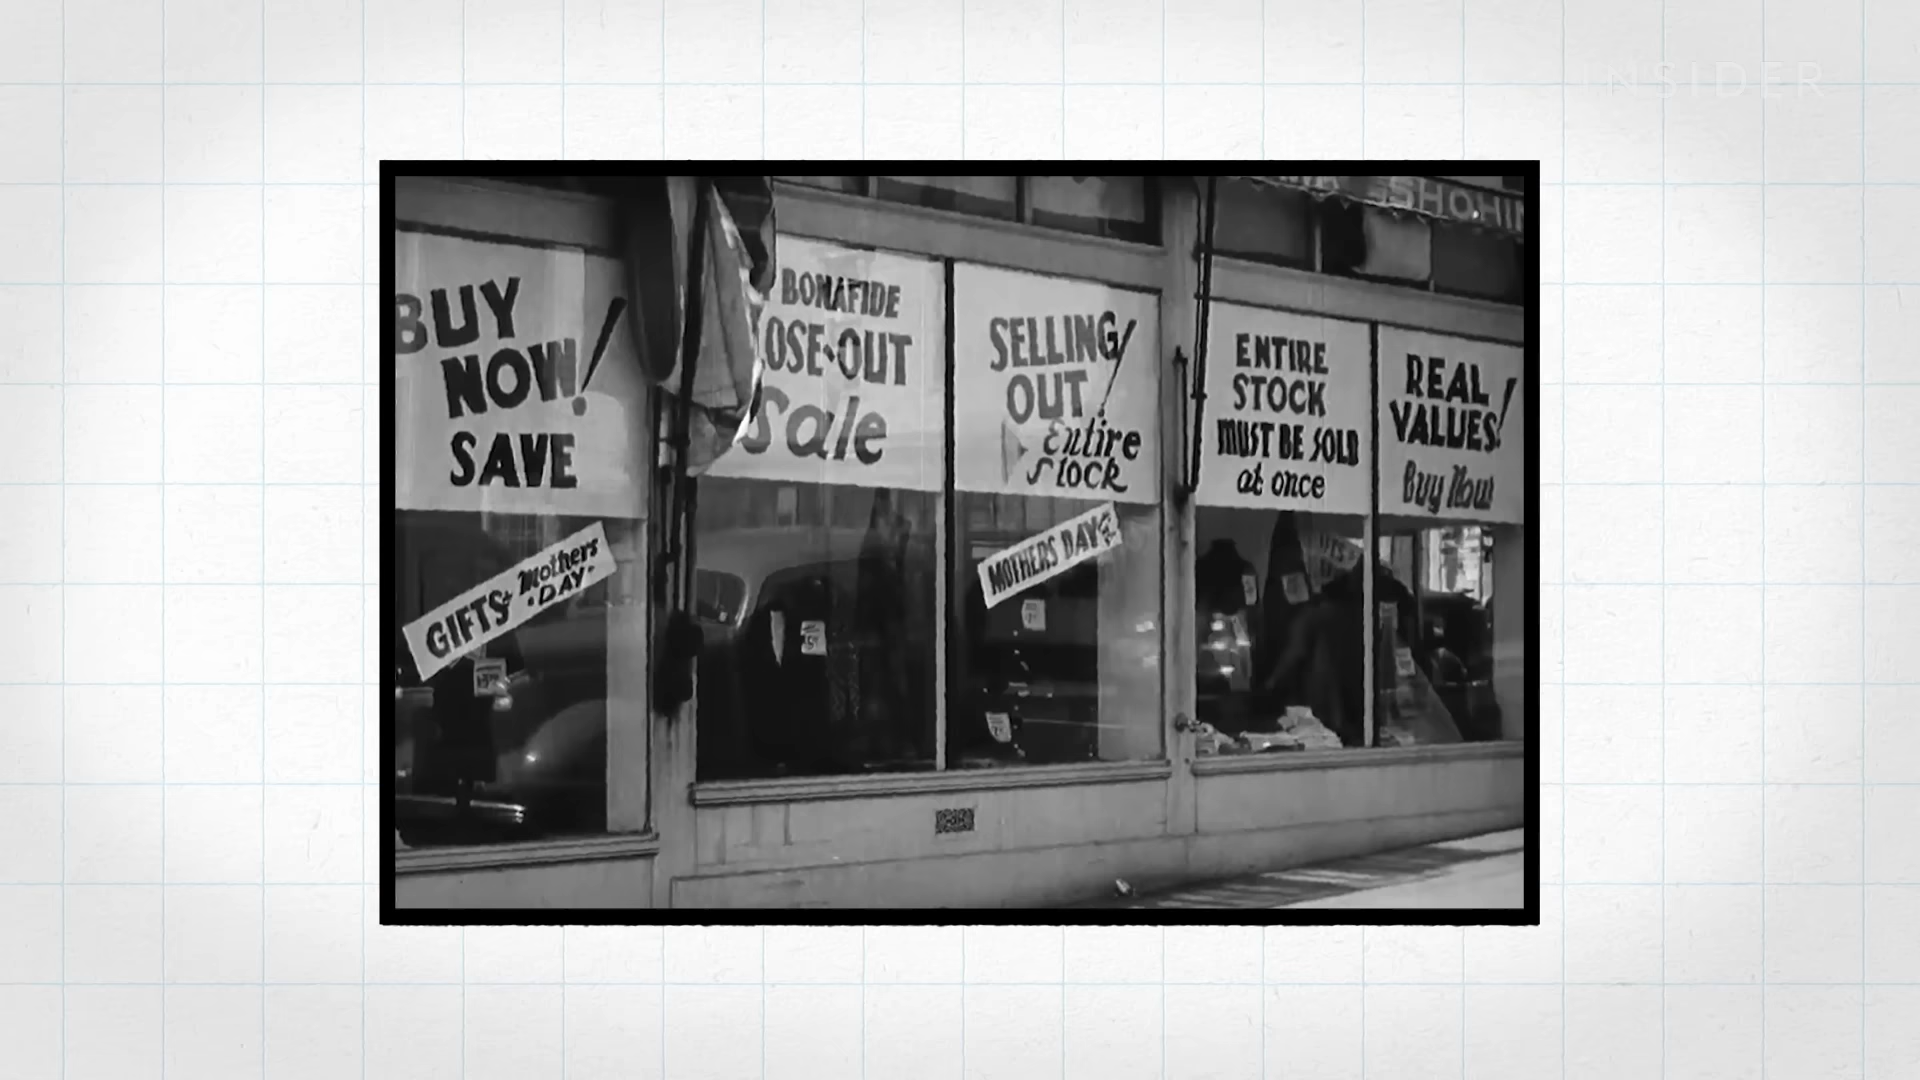 INSIDER
SHOHIN
BUY
NOW!
SAVE
GIFTS Mothers
DAY
BONAFIDE
OSE-OUT
Sale
SELLING
OUT!
Entire
Stock
MOTHERS DAY
ENTIRE
STOCK
MUST BE SOLD
at once
REAL
VALUES!
Buy Now